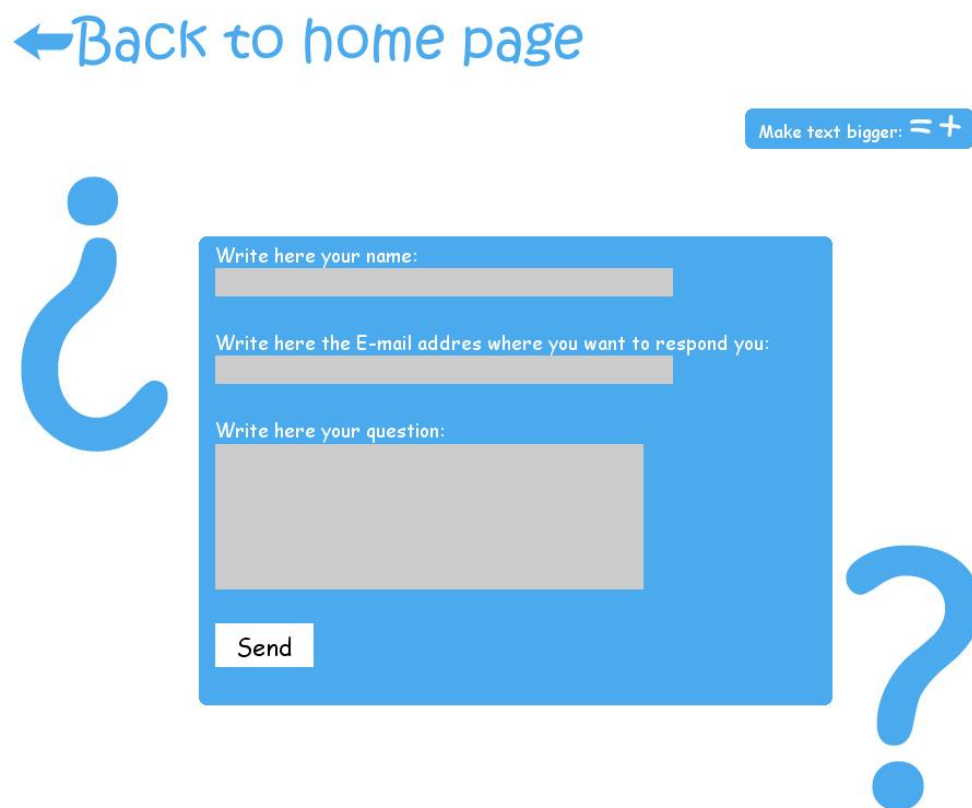 Back to home page
Make text bigger: = +
¿
Write here your name:
Write here the E-mail addres where you want to respond you:
Write here your question:
Send
?